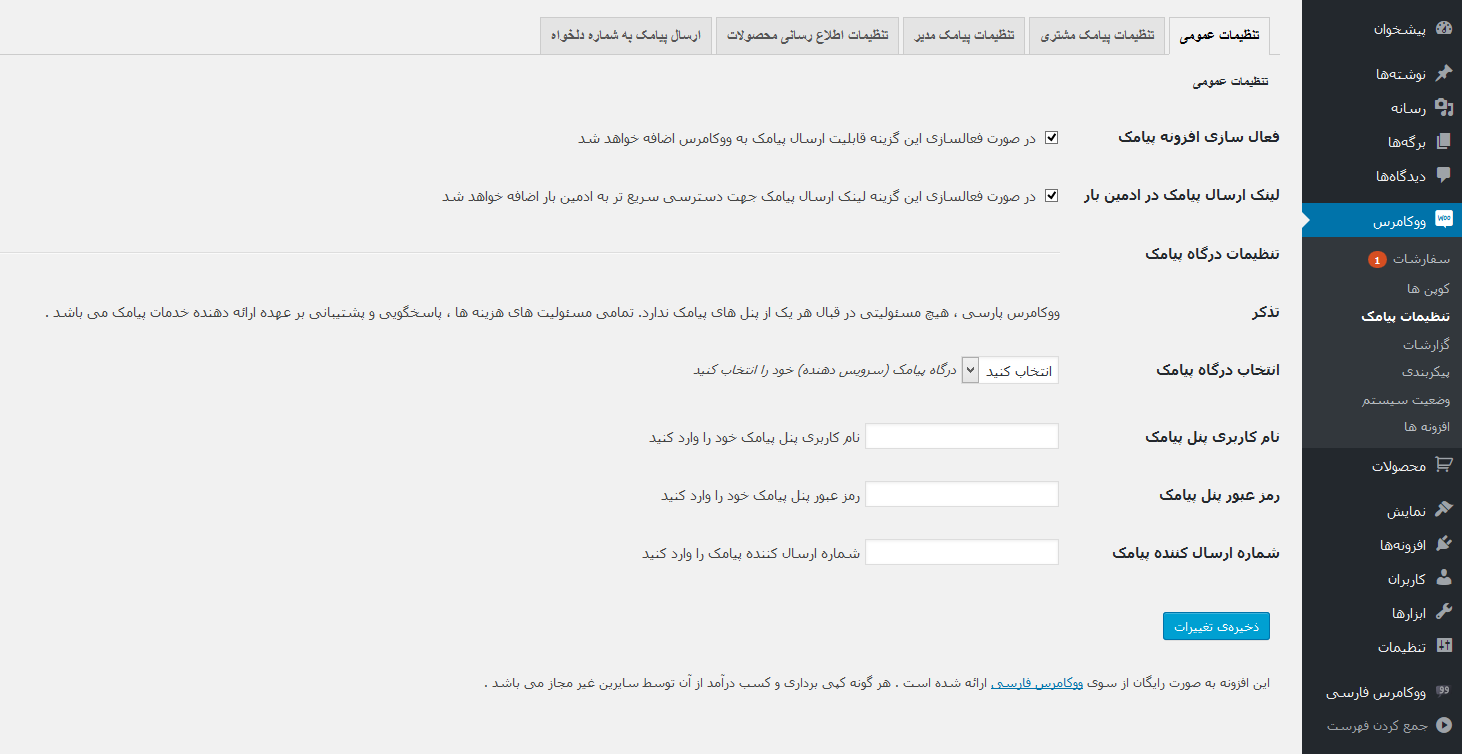 پیشخوان
نوشته‌ها
رسانه
برگه‌ها
دیدگاه‌ها
ووکامرس
سفارشات 1
کوپن ها
تنظیمات پیامک
گزارشات
پیکربندی
وضعیت سیستم
افزونه ها
محصولات
نمایش
افزونه‌ها
کاربران
ابزارها
تنظیمات
ووکامرس فارسی
جمع کردن فهرست
تنظیمات عمومی تنظیمات پیامک مشتری تنظیمات پیامک مدیر تنظیمات اطلاع رسانی محصولات ارسال پیامک به شماره دلخواه
تنظیمات عمومی
فعال سازی افزونه پیامک در صورت فعالسازی این گزینه قابلیت ارسال پیامک به ووکامرس اضافه خواهد شد
لینک ارسال پیامک در ادمین بار در صورت فعالسازی این گزینه لینک ارسال پیامک جهت دسترسی سریع تر به ادمین بار اضافه خواهد شد
تنظیمات درگاه پیامک
تذکر ووکامرس پارسی ، هیچ مسئولیتی در قبال هر یک از پنل های پیامک ندارد. تمامی مسئولیت های هزینه ها ، پاسخگویی و پشتیبانی بر عهده ارائه دهنده خدمات پیامک می باشد .
انتخاب درگاه پیامک انتخاب کنید درگاه پیامک (سرویس دهنده) خود را انتخاب کنید
نام کاربری پنل پیامک نام کاربری پنل پیامک خود را وارد کنید
رمز عبور پنل پیامک رمز عبور پنل پیامک خود را وارد کنید
شماره ارسال کننده پیامک شماره ارسال کننده پیامک را وارد کنید
ذخیره‌ی تغییرات
این افزونه به صورت رایگان از سوی ووکامرس فارسی ارائه شده است . هر گونه کپی برداری و کسب درآمد از آن توسط سایرین غیر مجاز می باشد .